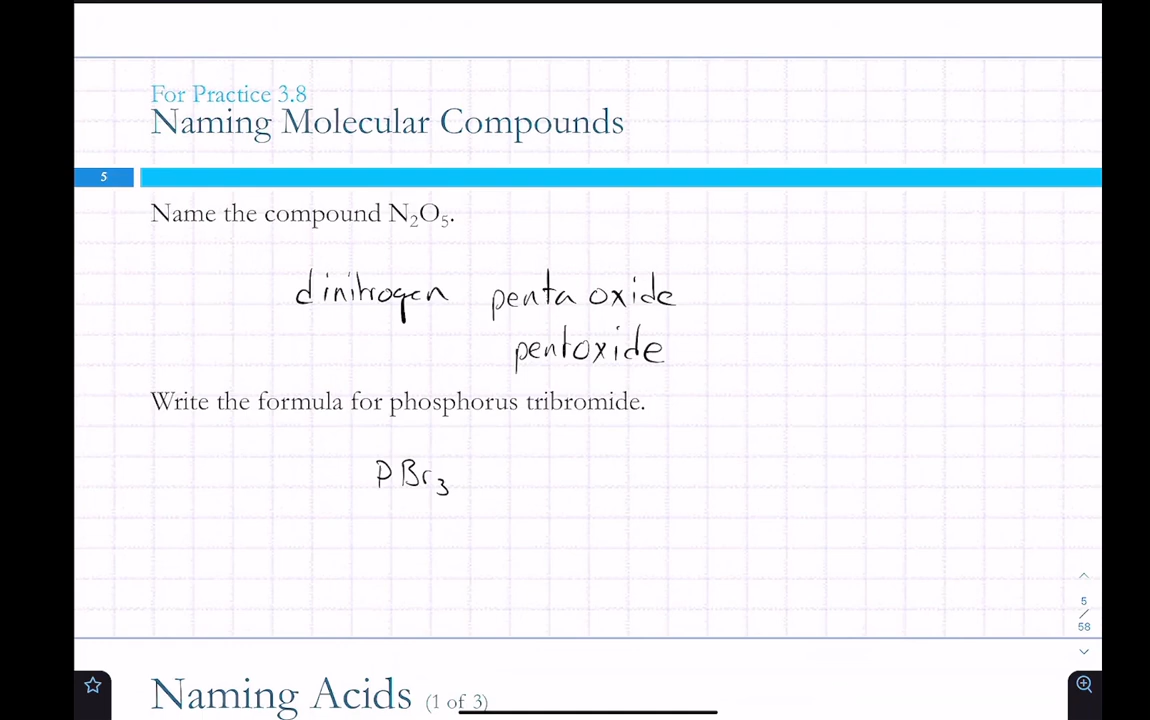 For Practice 3.8
Naming Molecular Compounds
5
Name the compound N₂O₅.
dinitrogen penta oxide
pentoxide
Write the formula for phosphorus tribromide.
PBr₃
5
/
58
Naming Acids (1 of 3)